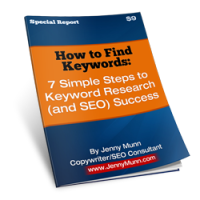 Special Report $9
How to Find
Keywords:
7 Simple Steps to
Keyword Research
(and SEO) Success
By Jenny Munn
Copywriter/SEO Consultant
www.JennyMunn.com